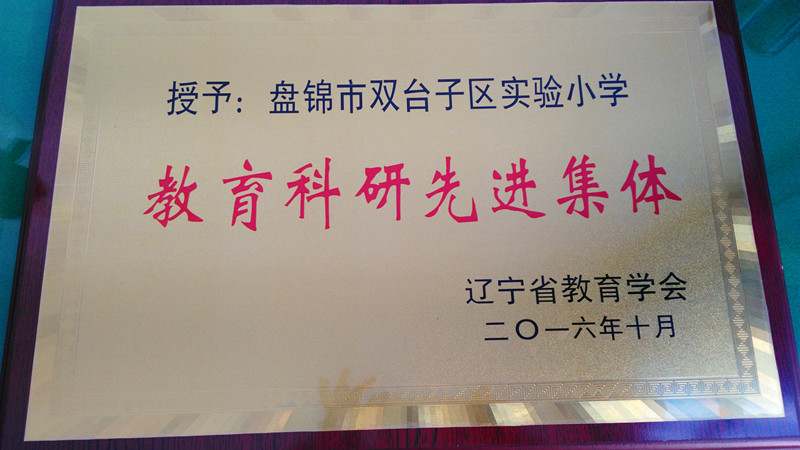 授予：盘锦市双台子区实验小学
教育科研先进集体
辽宁省教育学会
二〇一六年十月